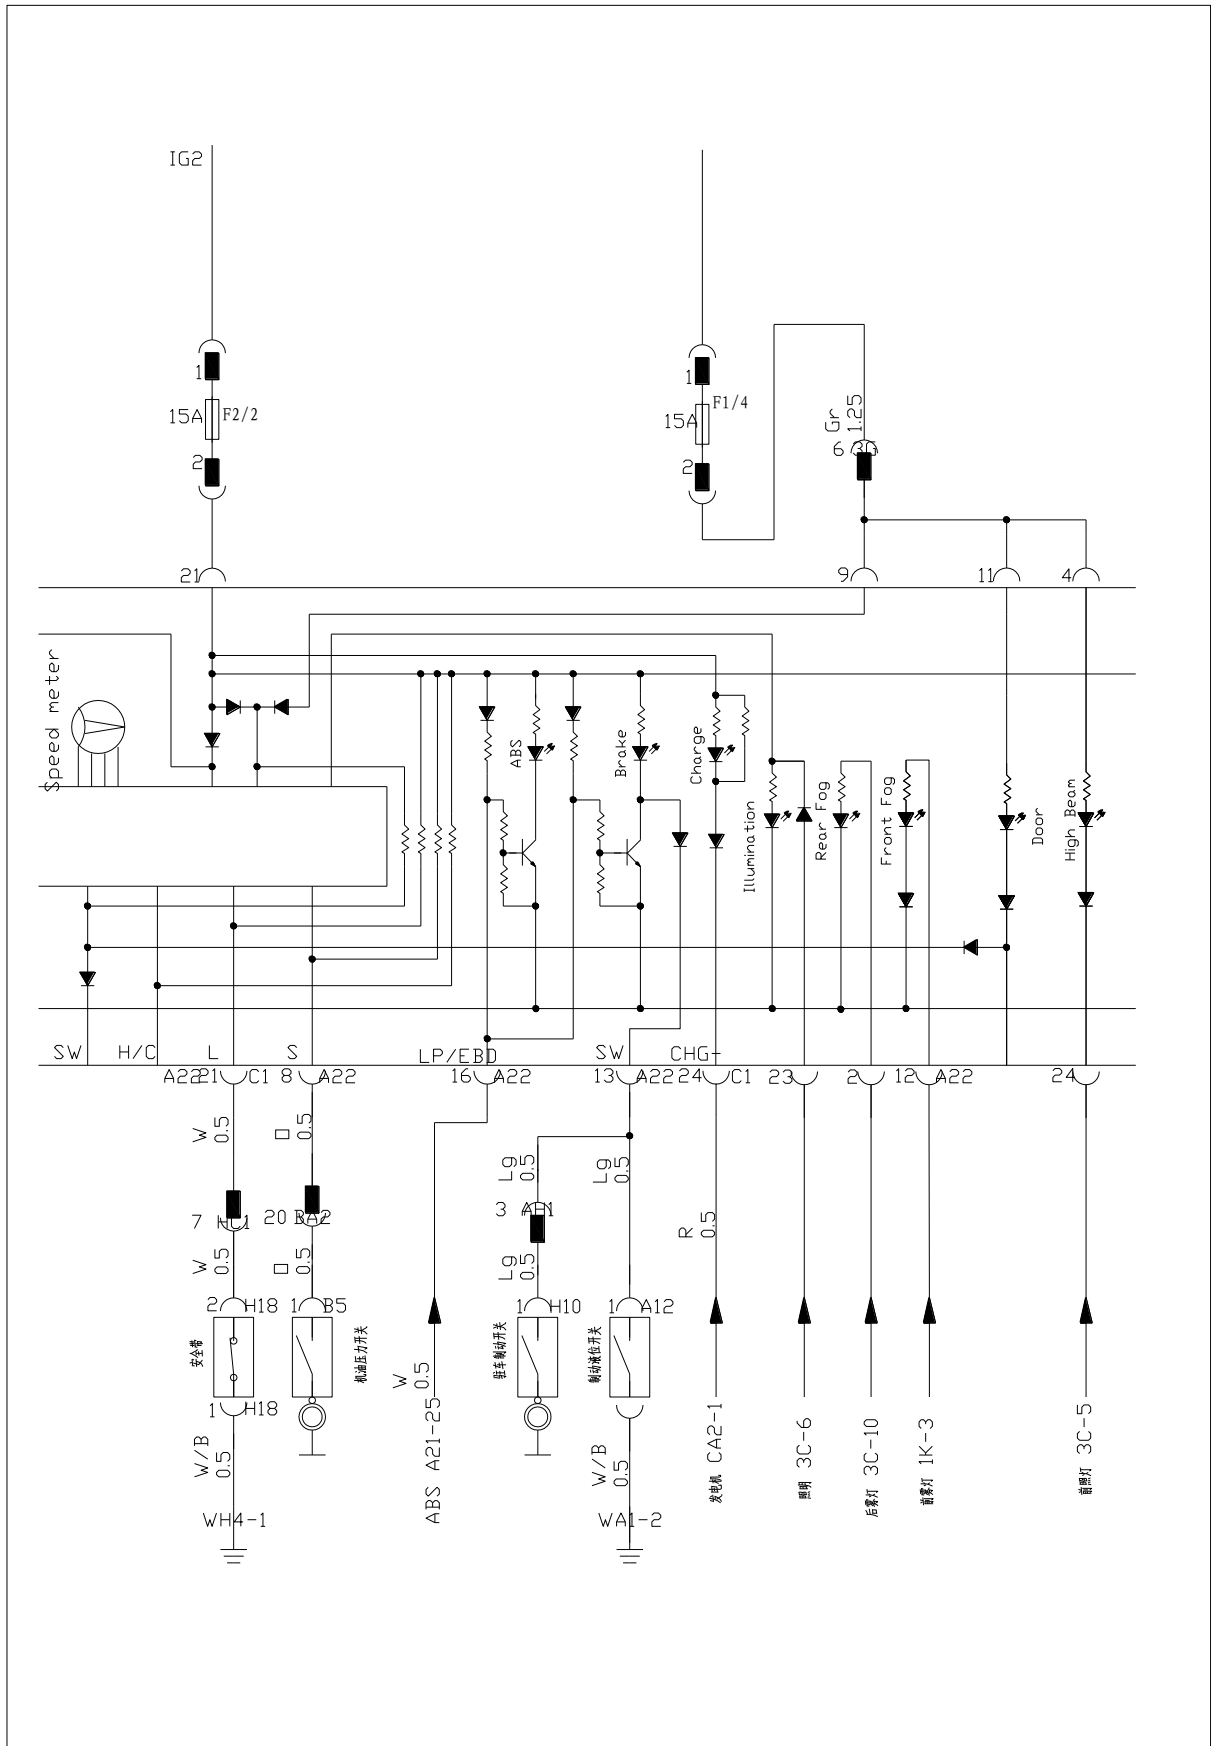 IG2
1
15A
F2/2
2
1
15A
F1/4
2
Gr
1.25
6
3G
21
9
11
4
Speed meter
ABS
Brake
Charge
Illumination
Rear Fog
Front Fog
Door
High Beam
SW
H/C
L
S
LP/EBD
SW
CHG-
A22
21
C1
8
A22
16
A22
13
A22
24
C1
23
2
12
A22
24
W
0.5
0.5
Lg
0.5
Lg
0.5
7
HC1
20
BA2
3
AH1
R
0.5
W
0.5
0.5
Lg
0.5
2
H18
1
B5
1
H10
1
A12
安全带
机油压力开关
驻车制动开关
制动液位开关
W
0.5
1
H18
W/B
0.5
ABS A21-25
W/B
0.5
发电机 CA2-1
照明 3C-6
后雾灯 3C-10
前雾灯 1K-3
前照灯 3C-5
WH4-1
WA1-2